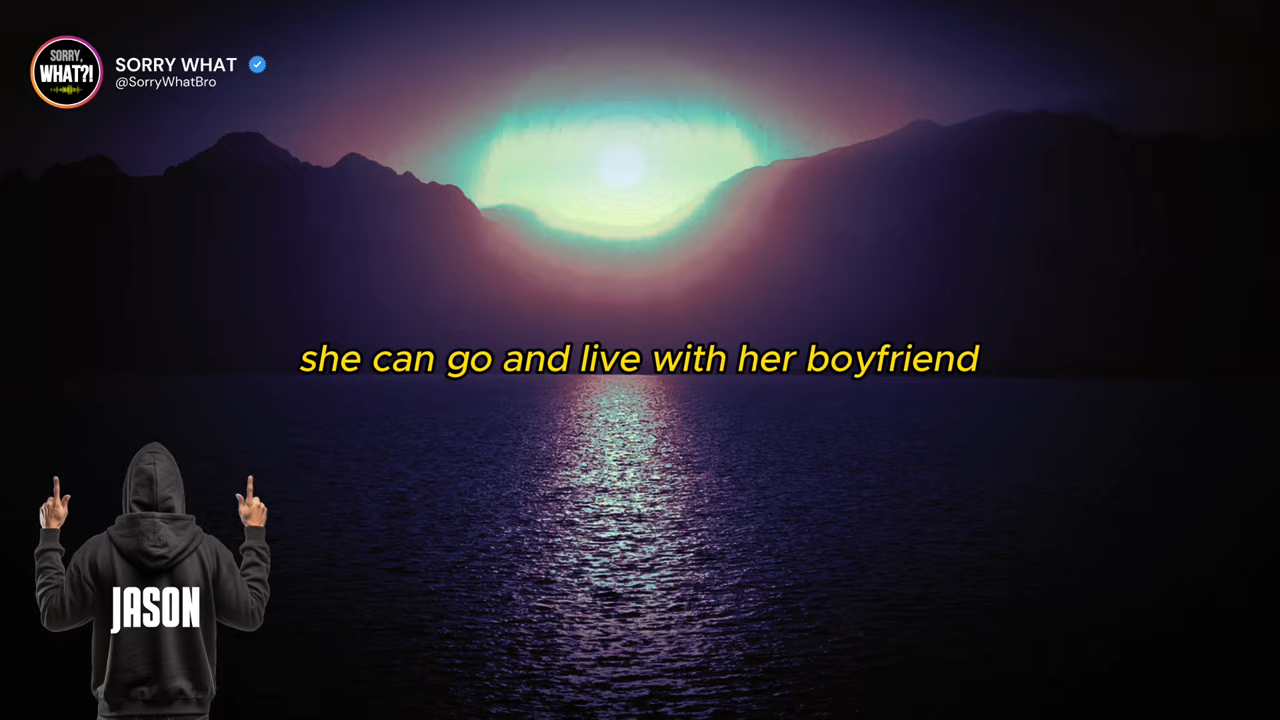 SORRY,
WHAT?!
SORRY WHAT
@SorryWhatBro
she can go and live with her boyfriend
JASON